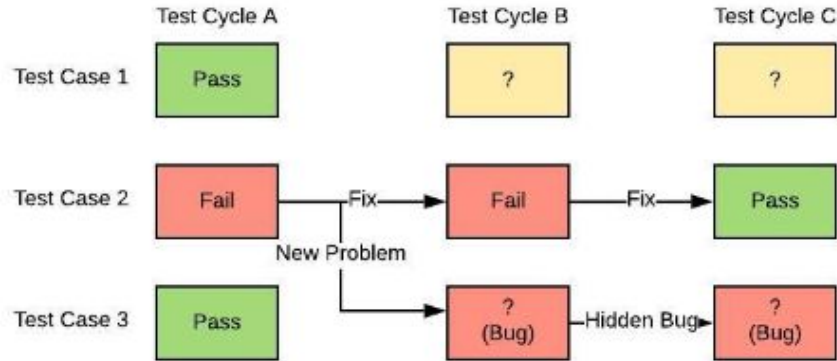 Test Cycle A Test Cycle B Test Cycle C
Test Case 1 Pass ? ?
Test Case 2 Fail Fix Fail Fix Pass
New Problem
Test Case 3 Pass ? Hidden Bug ?
(Bug) (Bug)